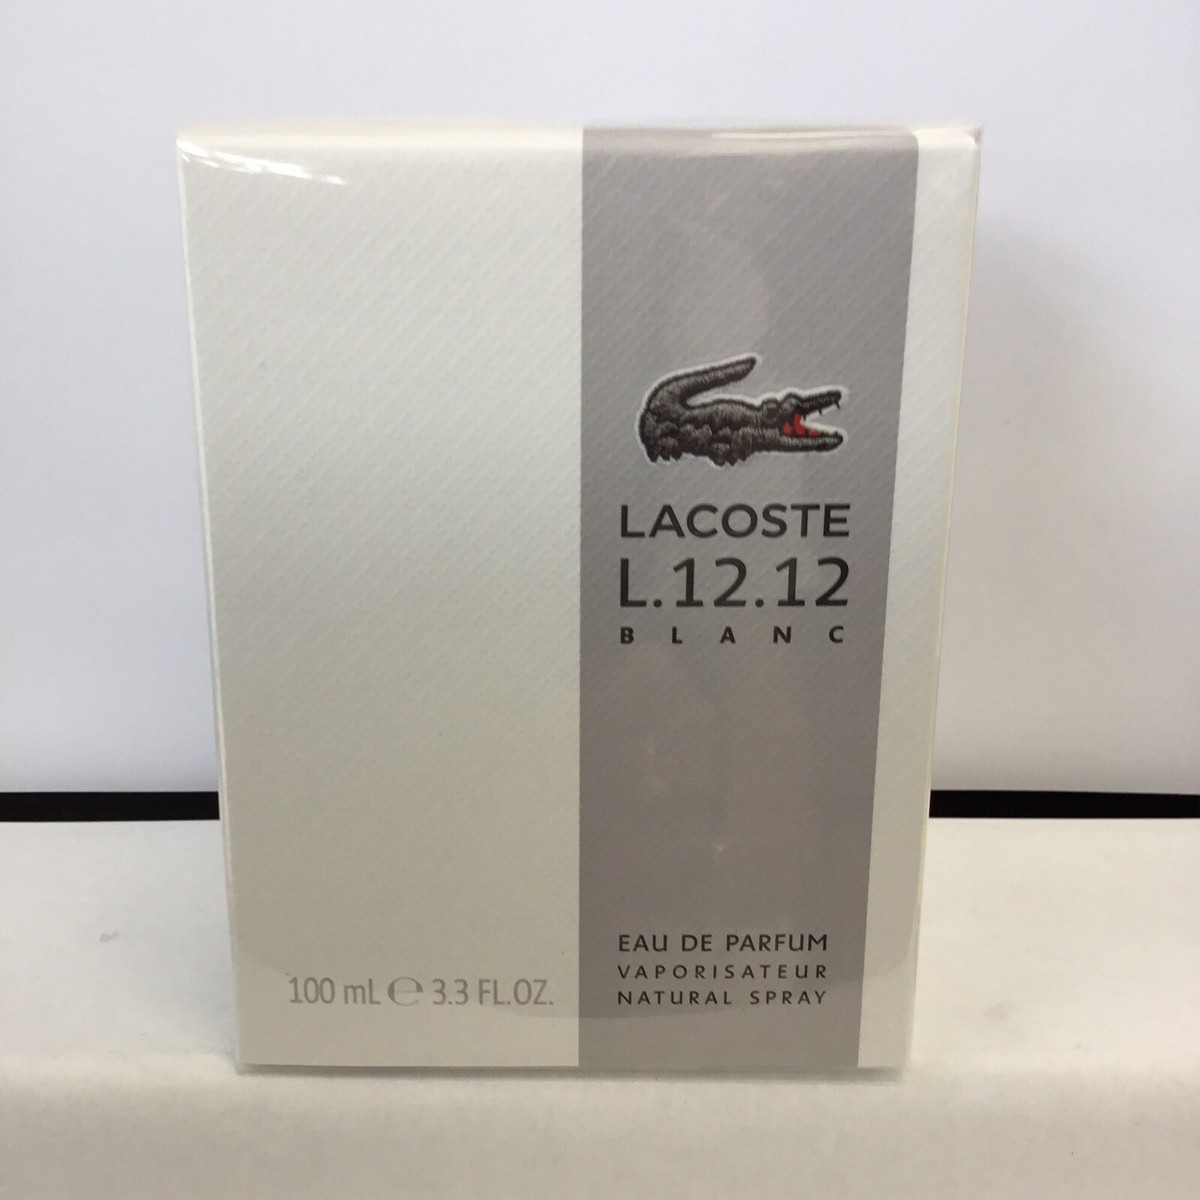 LACOSTE
L.12.12
BLANC
EAU DE PARFUM
VAPORISATEUR
NATURAL SPRAY
100 mL ℮ 3.3 FL.OZ.